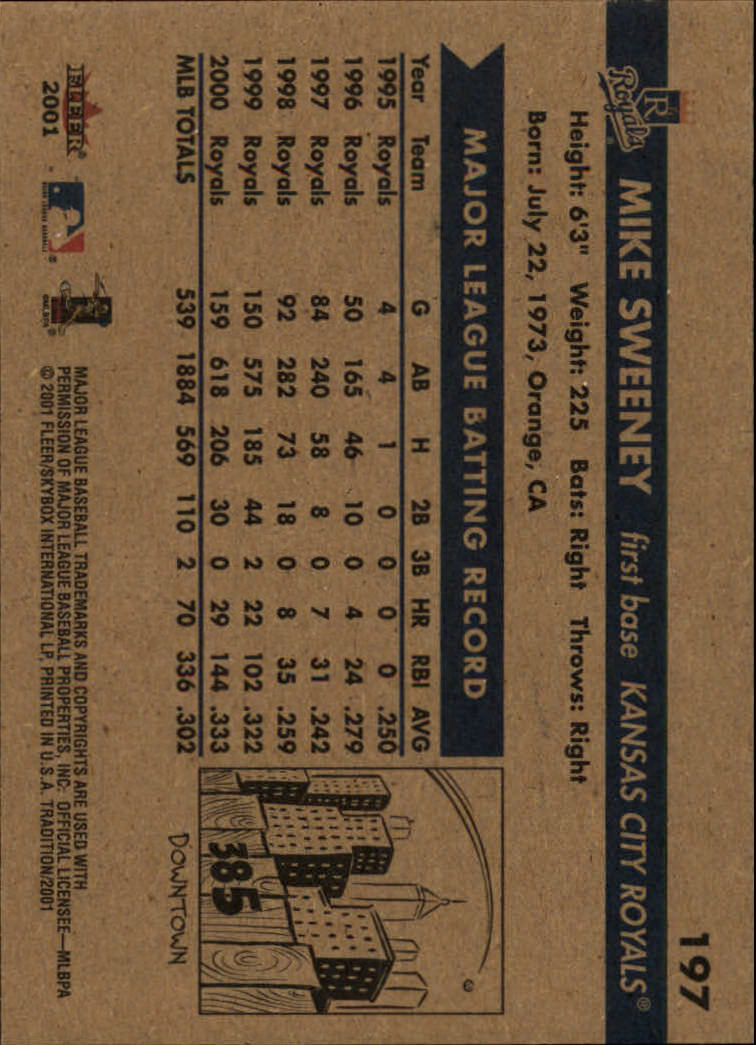 197
Royals MIKE SWEENEY first base KANSAS CITY ROYALS®
Height: 6'3" Weight: 225 Bats: Right Throws: Right
Born: July 22, 1973, Orange, CA
MAJOR LEAGUE BATTING RECORD
Year Team G AB H 2B 3B HR RBI AVG
1995 Royals 4 4 1 0 0 0 0 .250
1996 Royals 50 165 46 10 0 4 24 .279
1997 Royals 84 240 58 8 0 7 31 .242
1998 Royals 92 282 73 18 0 8 35 .259
1999 Royals 150 575 185 44 2 22 102 .322
2000 Royals 159 618 206 30 0 29 144 .333
MLB TOTALS 539 1884 569 110 2 70 336 .302
385
DOWNTOWN
FLEER®
2001
MAJOR LEAGUE BASEBALL TRADEMARKS AND COPYRIGHTS ARE USED WITH
PERMISSION OF MAJOR LEAGUE BASEBALL PROPERTIES, INC. OFFICIAL LICENSEE—MLBPA
© 2001 FLEER/SKYBOX INTERNATIONAL LP, PRINTED IN U.S.A. TRADITION/2001